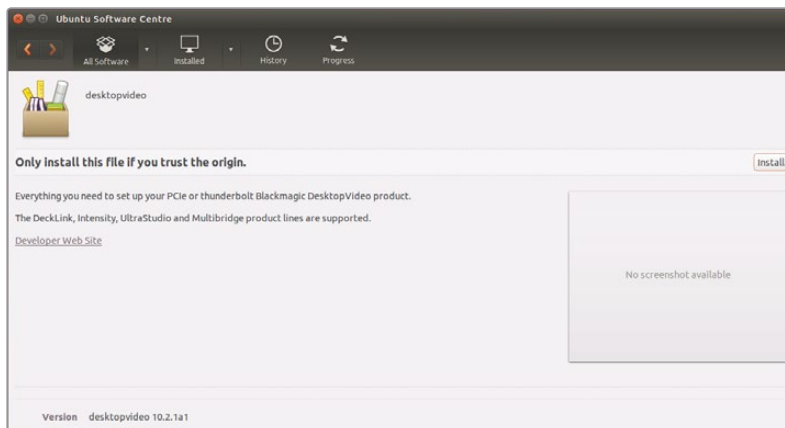 Ubuntu Software Centre
All Software Installed History Progress
desktopvideo
Only install this file if you trust the origin.
Install
Everything you need to set up your PCIe or thunderbolt Blackmagic DesktopVideo product.
The DeckLink, Intensity, UltraStudio and Multibridge product lines are supported.
Developer Web Site
No screenshot available
Version desktopvideo 10.2.1a1